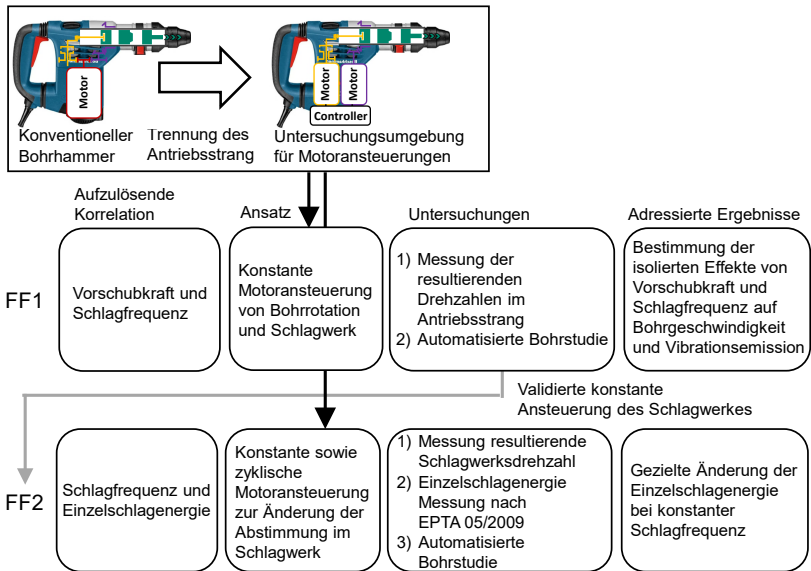 Motor
Motor
Motor
Controller
Konventioneller
Bohrhammer
Trennung des
Antriebsstrang
Untersuchungsumgebung
für Motoransteuerungen
Aufzulösende
Korrelation
Ansatz
Untersuchungen
Adressierte Ergebnisse
FF1
Vorschubkraft und
Schlagfrequenz
Konstante
Motoransteuerung
von Bohrrotation
und Schlagwerk
1) Messung der
resultierenden
Drehzahlen im
Antriebsstrang
2) Automatisierte Bohrstudie
Bestimmung der
isolierten Effekte von
Vorschubkraft und
Schlagfrequenz auf
Bohrgeschwindigkeit
und Vibrationsemission
Validierte konstante
Ansteuerung des Schlagwerkes
FF2
Schlagfrequenz und
Einzelschlagenergie
Konstante sowie
zyklische
Motoransteuerung
zur Änderung der
Abstimmung im
Schlagwerk
1) Messung resultierende
Schlagwerksdrehzahl
2) Einzelschlagenergie
Messung nach
EPTA 05/2009
3) Automatisierte
Bohrstudie
Gezielte Änderung der
Einzelschlagenergie
bei konstanter
Schlagfrequenz